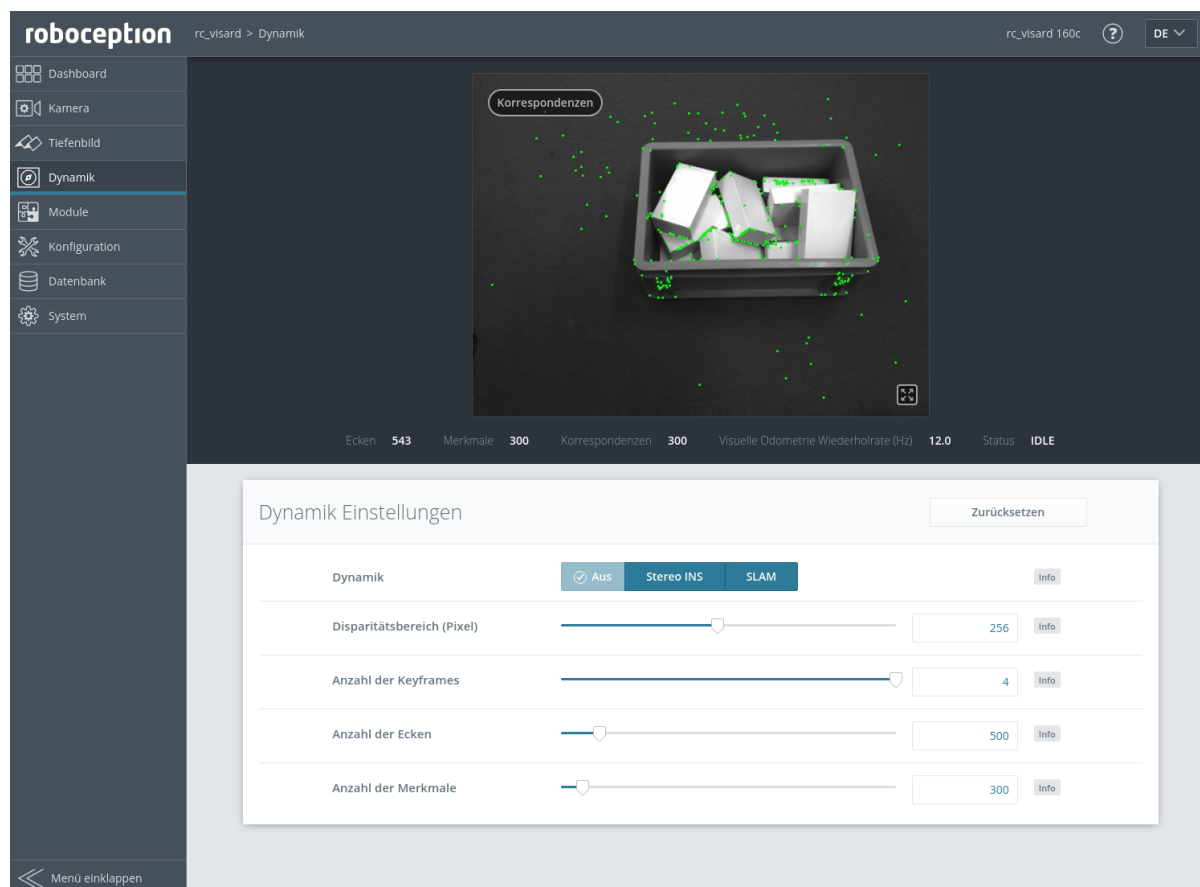 roboception
rc_visard > Dynamik
rc_visard 160c
?
DE
Dashboard
Kamera
Tiefenbild
Dynamik
Module
Konfiguration
Datenbank
System
Menü einklappen
Korrespondenzen
Ecken 543 Merkmale 300 Korrespondenzen 300 Visuelle Odometrie Wiederholrate (Hz) 12.0 Status IDLE
Dynamik Einstellungen
Zurücksetzen
Dynamik Aus Stereo INS SLAM Info
Disparitätsbereich (Pixel) 256 Info
Anzahl der Keyframes 4 Info
Anzahl der Ecken 500 Info
Anzahl der Merkmale 300 Info